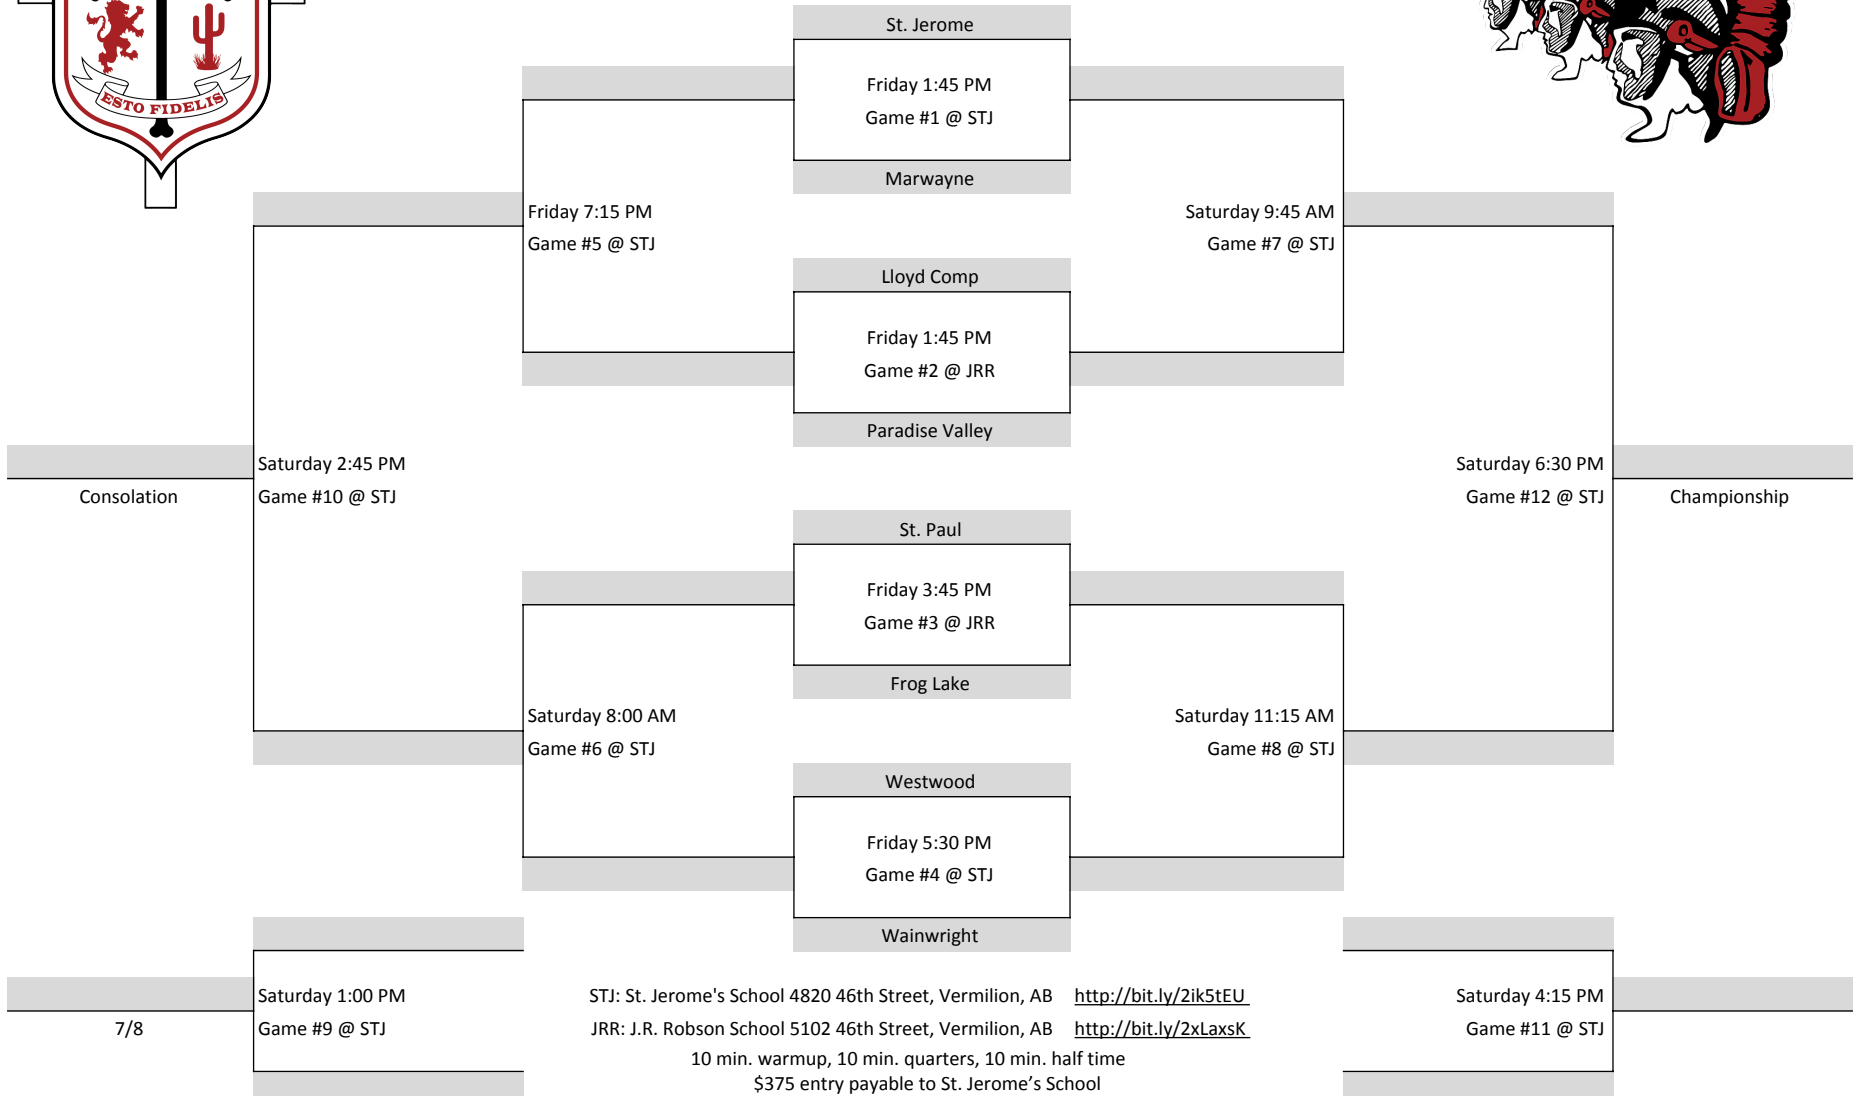 ESTO FIDELIS
St. Jerome
Friday 1:45 PM
Game #1 @ STJ
Marwayne
Friday 7:15 PM
Game #5 @ STJ
Saturday 9:45 AM
Game #7 @ STJ
Lloyd Comp
Friday 1:45 PM
Game #2 @ JRR
Paradise Valley
Saturday 2:45 PM
Game #10 @ STJ
Consolation
Saturday 6:30 PM
Game #12 @ STJ
Championship
St. Paul
Friday 3:45 PM
Game #3 @ JRR
Frog Lake
Saturday 8:00 AM
Game #6 @ STJ
Saturday 11:15 AM
Game #8 @ STJ
Westwood
Friday 5:30 PM
Game #4 @ STJ
Wainwright
Saturday 1:00 PM
Game #9 @ STJ
7/8
STJ: St. Jerome's School 4820 46th Street, Vermilion, AB http://bit.ly/2ik5tEU
JRR: J.R. Robson School 5102 46th Street, Vermilion, AB http://bit.ly/2xLaxsK
10 min. warmup, 10 min. quarters, 10 min. half time
$375 entry payable to St. Jerome’s School
Saturday 4:15 PM
Game #11 @ STJ